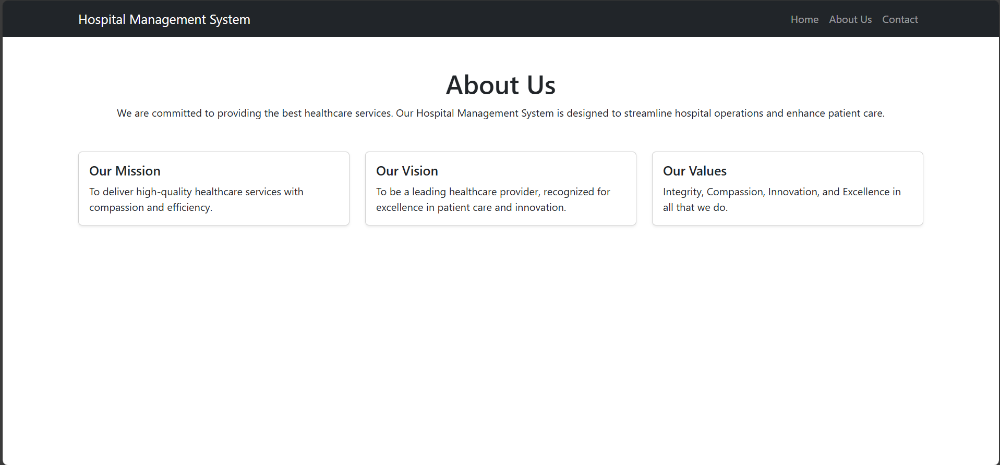 Hospital Management System
Home About Us Contact
About Us
We are committed to providing the best healthcare services. Our Hospital Management System is designed to streamline hospital operations and enhance patient care.
Our Mission
To deliver high-quality healthcare services with
compassion and efficiency.
Our Vision
To be a leading healthcare provider, recognized for
excellence in patient care and innovation.
Our Values
Integrity, Compassion, Innovation, and Excellence in
all that we do.